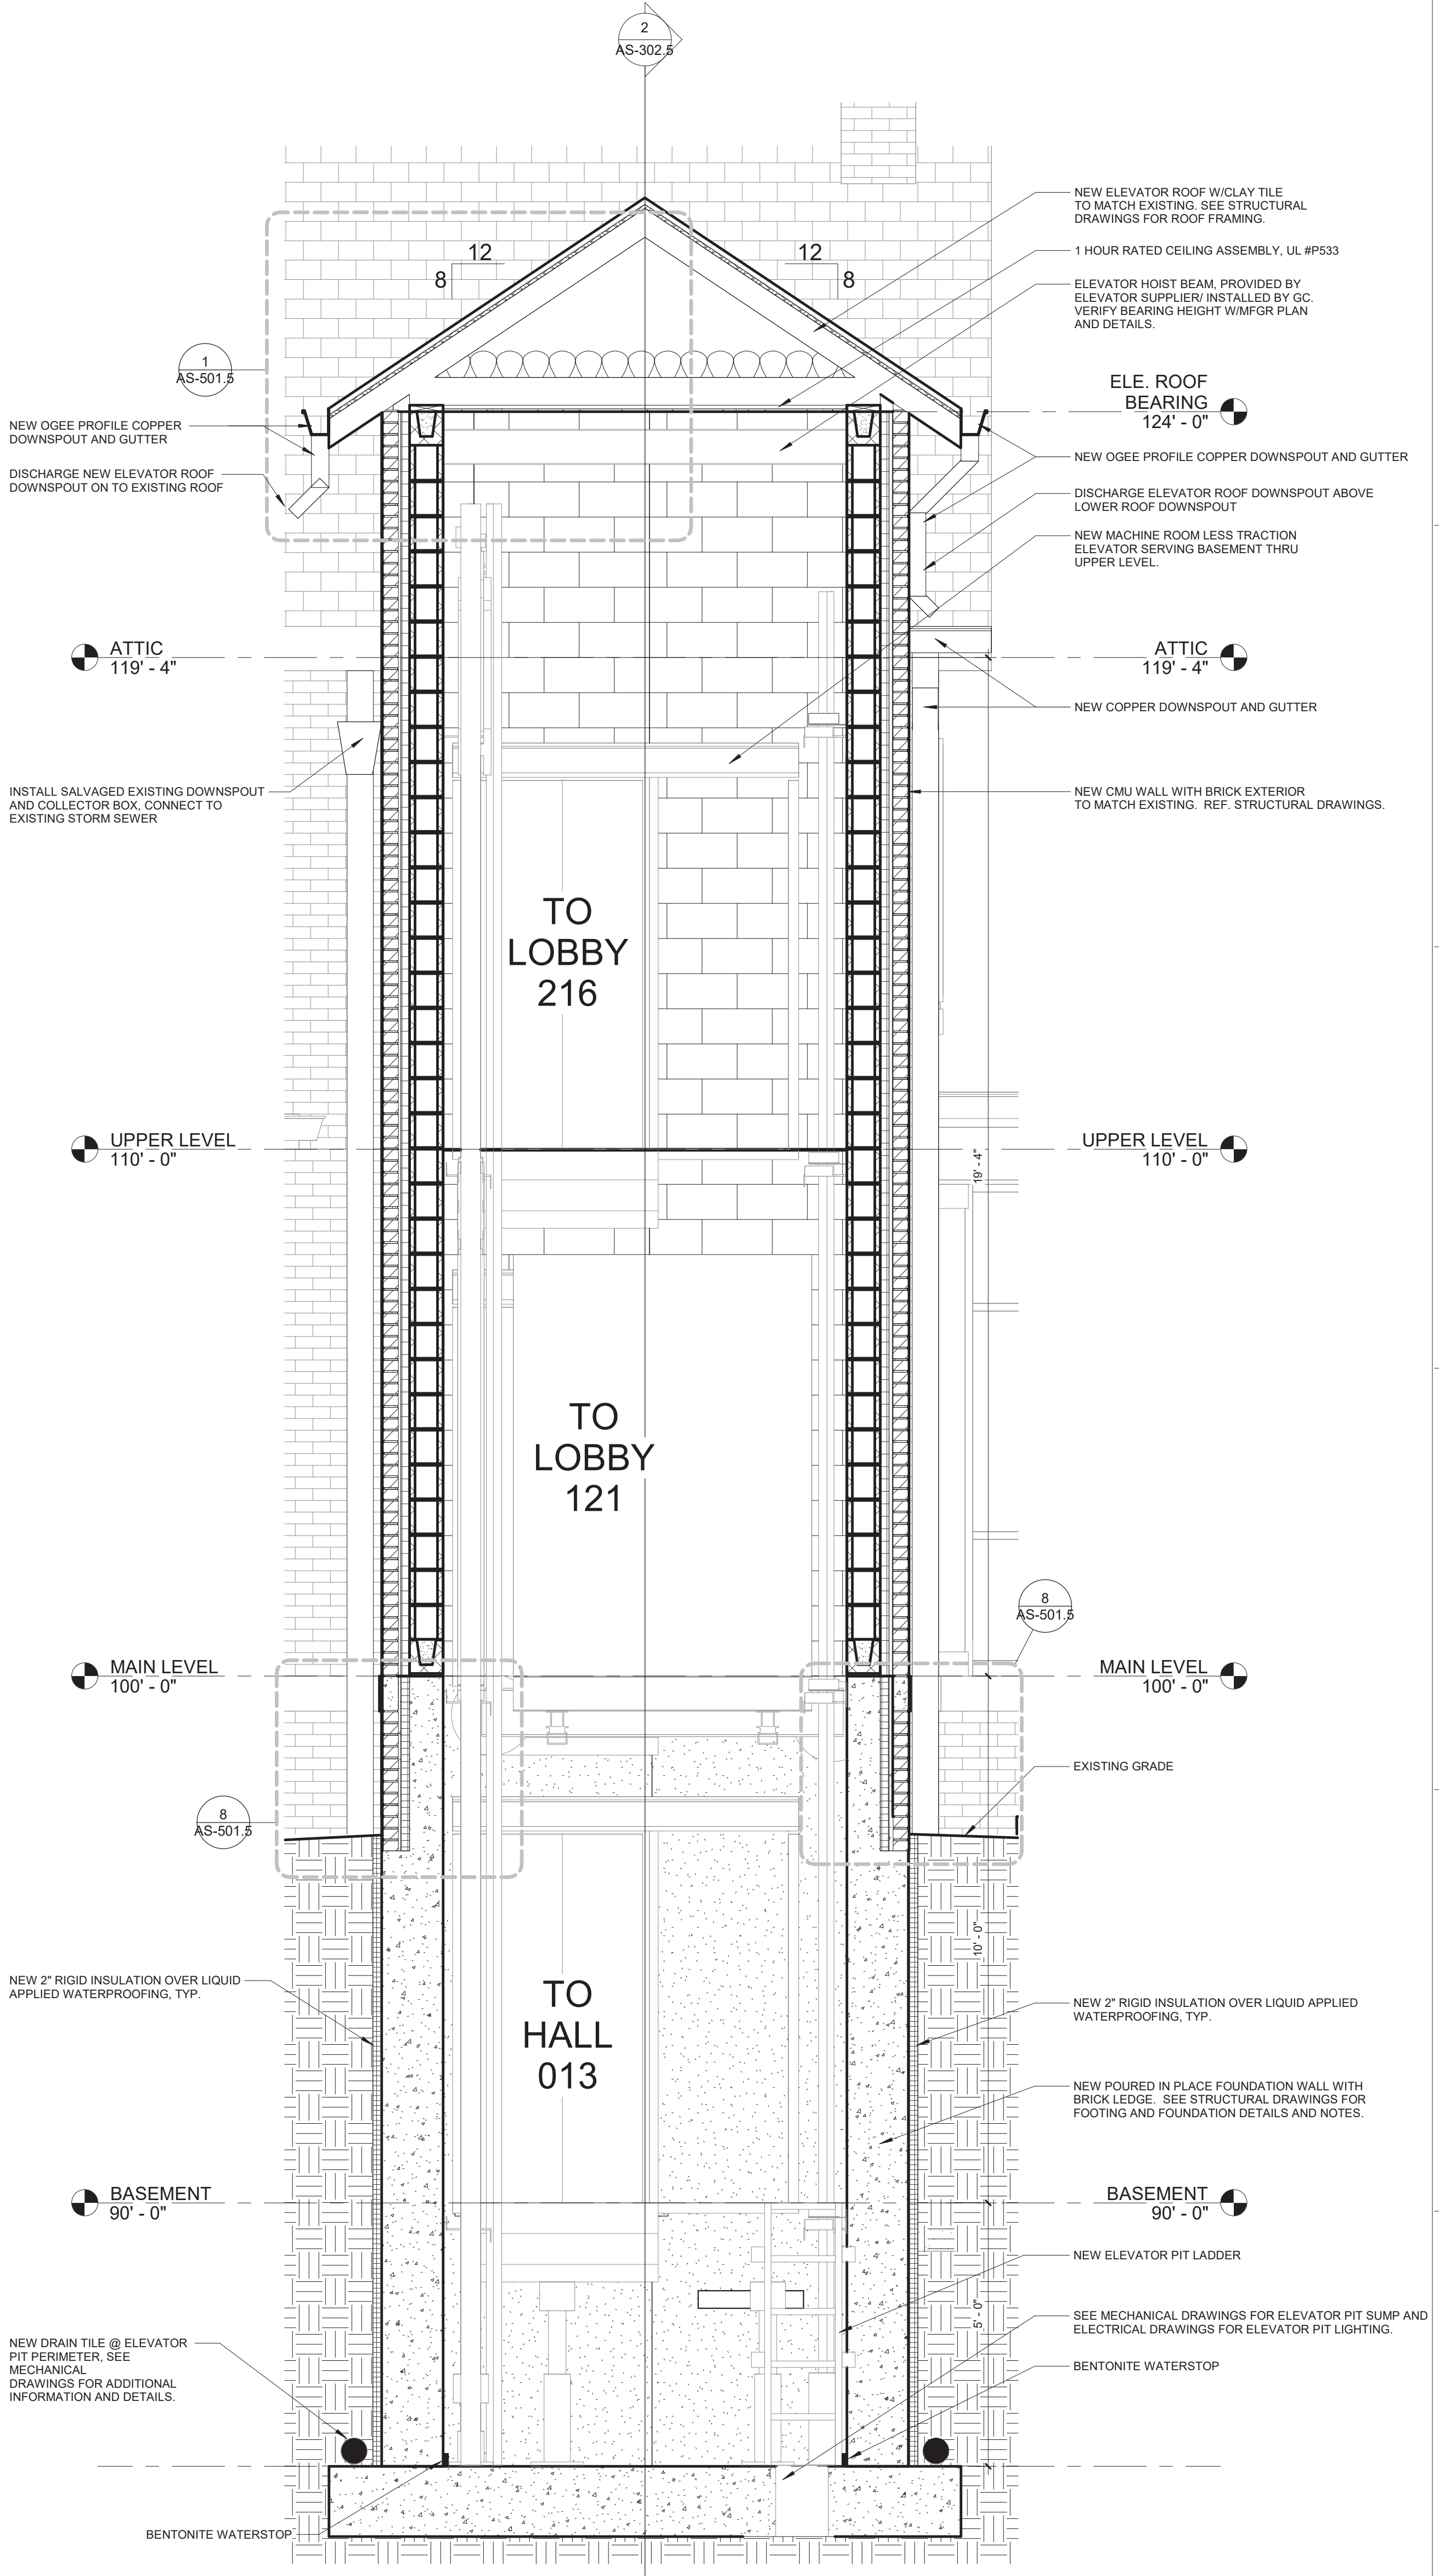 2
AS-302.5
NEW ELEVATOR ROOF W/CLAY TILE
TO MATCH EXISTING. SEE STRUCTURAL
DRAWINGS FOR ROOF FRAMING.
12
8
12
8
1 HOUR RATED CEILING ASSEMBLY, UL #P533
ELEVATOR HOIST BEAM, PROVIDED BY
ELEVATOR SUPPLIER/ INSTALLED BY GC.
VERIFY BEARING HEIGHT W/MFGR PLAN
AND DETAILS.
1
AS-501.5
ELE. ROOF
BEARING
124' - 0"
NEW OGEE PROFILE COPPER
DOWNSPOUT AND GUTTER
DISCHARGE NEW ELEVATOR ROOF
DOWNSPOUT ON TO EXISTING ROOF
NEW OGEE PROFILE COPPER DOWNSPOUT AND GUTTER
DISCHARGE ELEVATOR ROOF DOWNSPOUT ABOVE
LOWER ROOF DOWNSPOUT
NEW MACHINE ROOM LESS TRACTION
ELEVATOR SERVING BASEMENT THRU
UPPER LEVEL.
ATTIC
119' - 4"
ATTIC
119' - 4"
NEW COPPER DOWNSPOUT AND GUTTER
INSTALL SALVAGED EXISTING DOWNSPOUT
AND COLLECTOR BOX, CONNECT TO
EXISTING STORM SEWER
NEW CMU WALL WITH BRICK EXTERIOR
TO MATCH EXISTING.  REF. STRUCTURAL DRAWINGS.
TO
LOBBY
216
UPPER LEVEL
110' - 0"
UPPER LEVEL
110' - 0"
19' - 4"
TO
LOBBY
121
8
AS-501.5
MAIN LEVEL
100' - 0"
MAIN LEVEL
100' - 0"
EXISTING GRADE
8
AS-501.5
10' - 0"
NEW 2" RIGID INSULATION OVER LIQUID
APPLIED WATERPROOFING, TYP.
TO
HALL
013
NEW 2" RIGID INSULATION OVER LIQUID APPLIED
WATERPROOFING, TYP.
NEW POURED IN PLACE FOUNDATION WALL WITH
BRICK LEDGE.  SEE STRUCTURAL DRAWINGS FOR
FOOTING AND FOUNDATION DETAILS AND NOTES.
BASEMENT
90' - 0"
BASEMENT
90' - 0"
NEW ELEVATOR PIT LADDER
5' - 0"
SEE MECHANICAL DRAWINGS FOR ELEVATOR PIT SUMP AND
ELECTRICAL DRAWINGS FOR ELEVATOR PIT LIGHTING.
NEW DRAIN TILE @ ELEVATOR
PIT PERIMETER, SEE
MECHANICAL
DRAWINGS FOR ADDITIONAL
INFORMATION AND DETAILS.
BENTONITE WATERSTOP
BENTONITE WATERSTOP